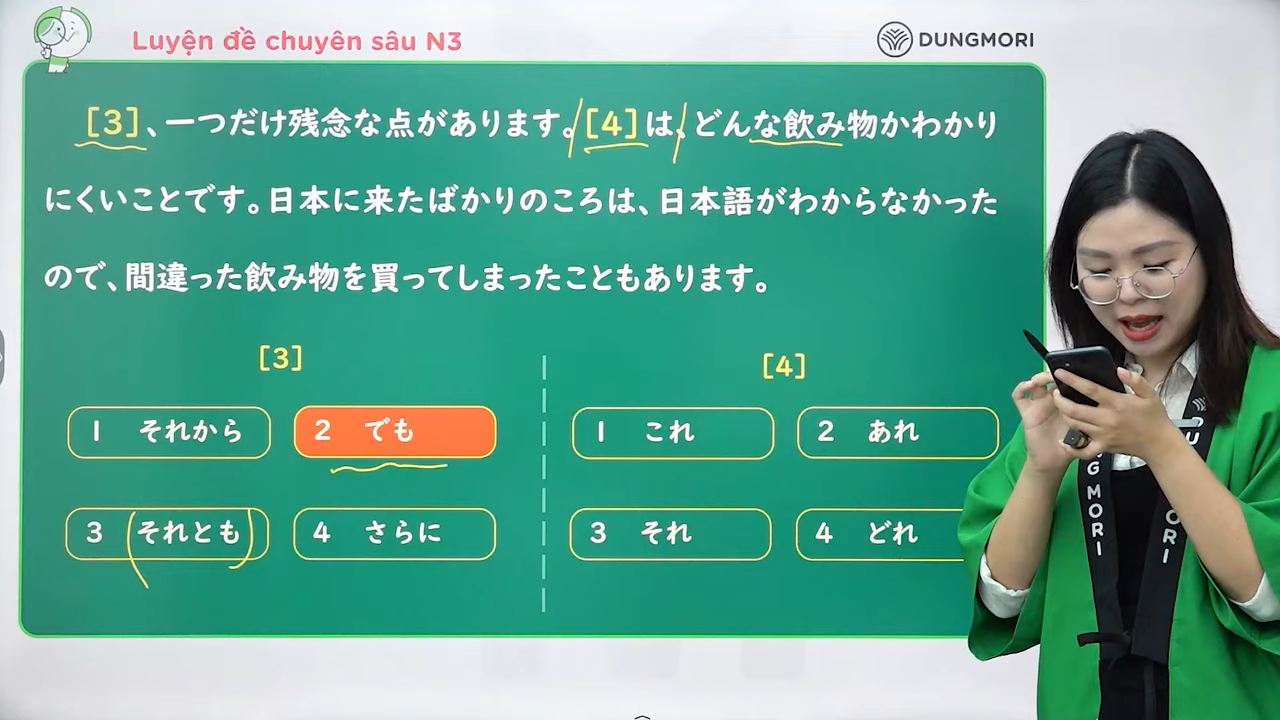 Luyện đề chuyên sâu N3
DUNGMORI
[3]、一つだけ残念な点があります。[4]は、どんな飲み物かわかり
にくいことです。日本に来たばかりのころは、日本語がわからなかった
ので、間違った飲み物を買ってしまったこともあります。
[3]
1 それから
2 でも
3 それとも
4 さらに
[4]
1 これ
2 あれ
3 それ
4 どれ
G MORI
ORI